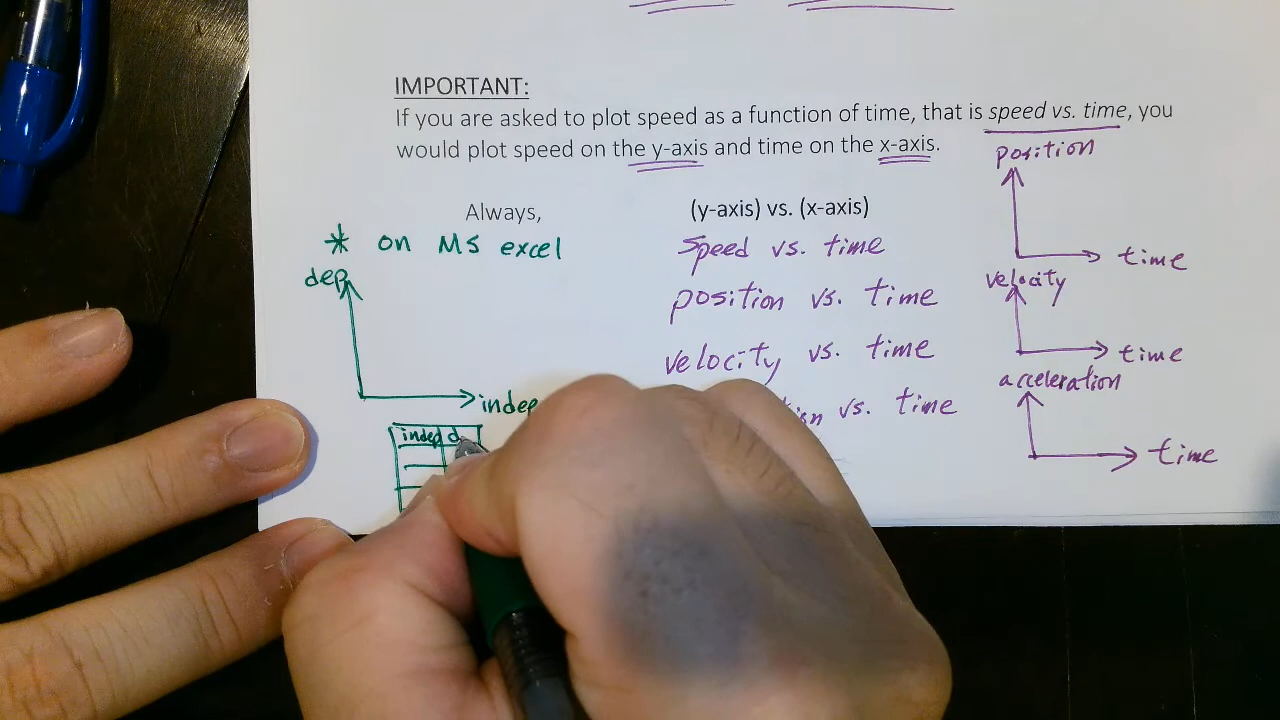 IMPORTANT:
If you are asked to plot speed as a function of time, that is speed vs. time, you
would plot speed on the y-axis and time on the x-axis.
position
time
Always,
(y-axis) vs. (x-axis)
* on MS excel
speed vs. time
position vs. time
velocity vs. time
vs. time
dep
indep
indep d
velocity
time
acceleration
time